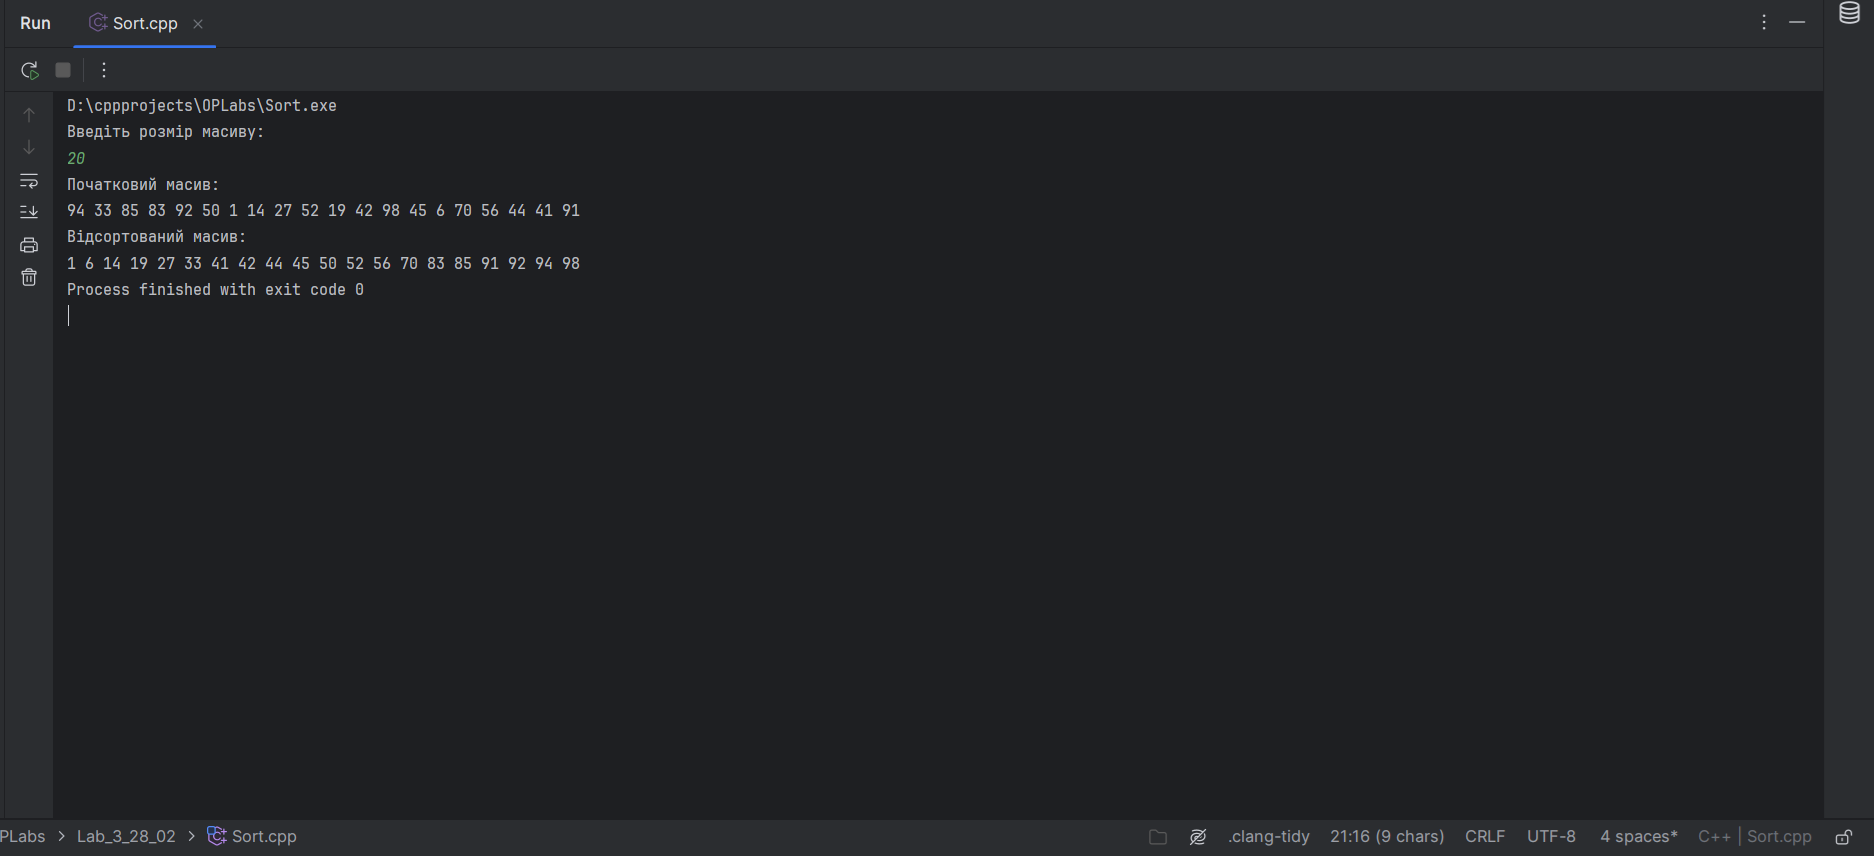 Run Sort.cpp
D:\cppprojects\OPLabs\Sort.exe
Введіть розмір масиву:
20
Початковий масив:
94 33 85 83 92 50 1 14 27 52 19 42 98 45 6 70 56 44 41 91
Відсортований масив:
1 6 14 19 27 33 41 42 44 45 50 52 56 70 83 85 91 92 94 98
Process finished with exit code 0
PLabs > Lab_3_28_02 > Sort.cpp .clang-tidy 21:16 (9 chars) CRLF UTF-8 4 spaces* C++ | Sort.cpp